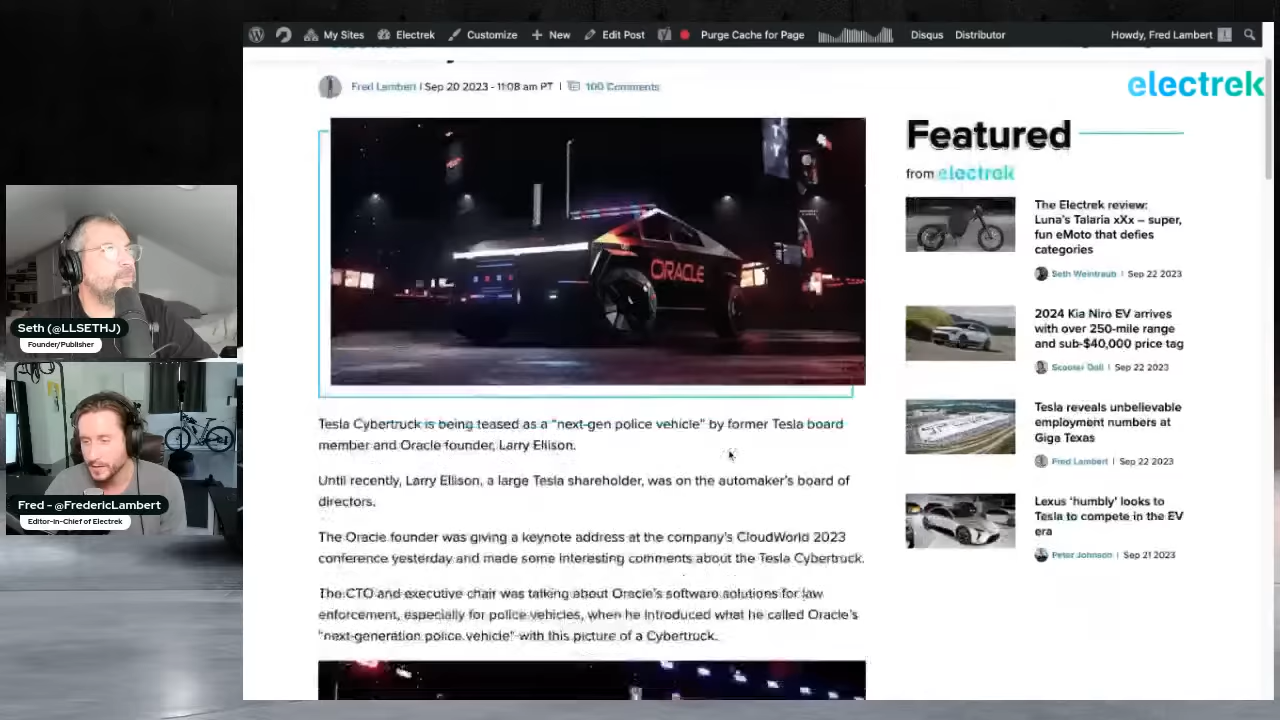 My Sites
Electrek
Customize
New
Edit Post
Purge Cache for Page
Disqus
Distributor
Howdy, Fred Lambert
Fred Lambert | Sep 20 2023 - 11:08 am PT | 100 Comments
electrek
ORACLE
Tesla Cybertruck is being teased as a “next-gen police vehicle” by former Tesla board
member and Oracle founder, Larry Ellison.
Until recently, Larry Ellison, a large Tesla shareholder, was on the automaker’s board of
directors.
The Oracle founder was giving a keynote address at the company’s CloudWorld 2023
conference yesterday and made some interesting comments about the Tesla Cybertruck.
The CTO and executive chair was talking about Oracle’s software solutions for law
enforcement, especially for police vehicles, when he introduced what he called Oracle’s
“next-generation police vehicle” with this picture of a Cybertruck.
Featured
from electrek
The Electrek review:
Luna’s Talaria xXx – super,
fun eMoto that defies
categories
Seth Weintraub | Sep 22 2023
2024 Kia Niro EV arrives
with over 250-mile range
and sub-$40,000 price tag
Scooter Doll | Sep 22 2023
Tesla reveals unbelievable
employment numbers at
Giga Texas
Fred Lambert | Sep 22 2023
Lexus ‘humbly’ looks to
Tesla to compete in the EV
era
Peter Johnson | Sep 21 2023
Seth (@LLSETHJ)
Founder/Publisher
Fred - @FredericLambert
Editor-in-Chief of Electrek